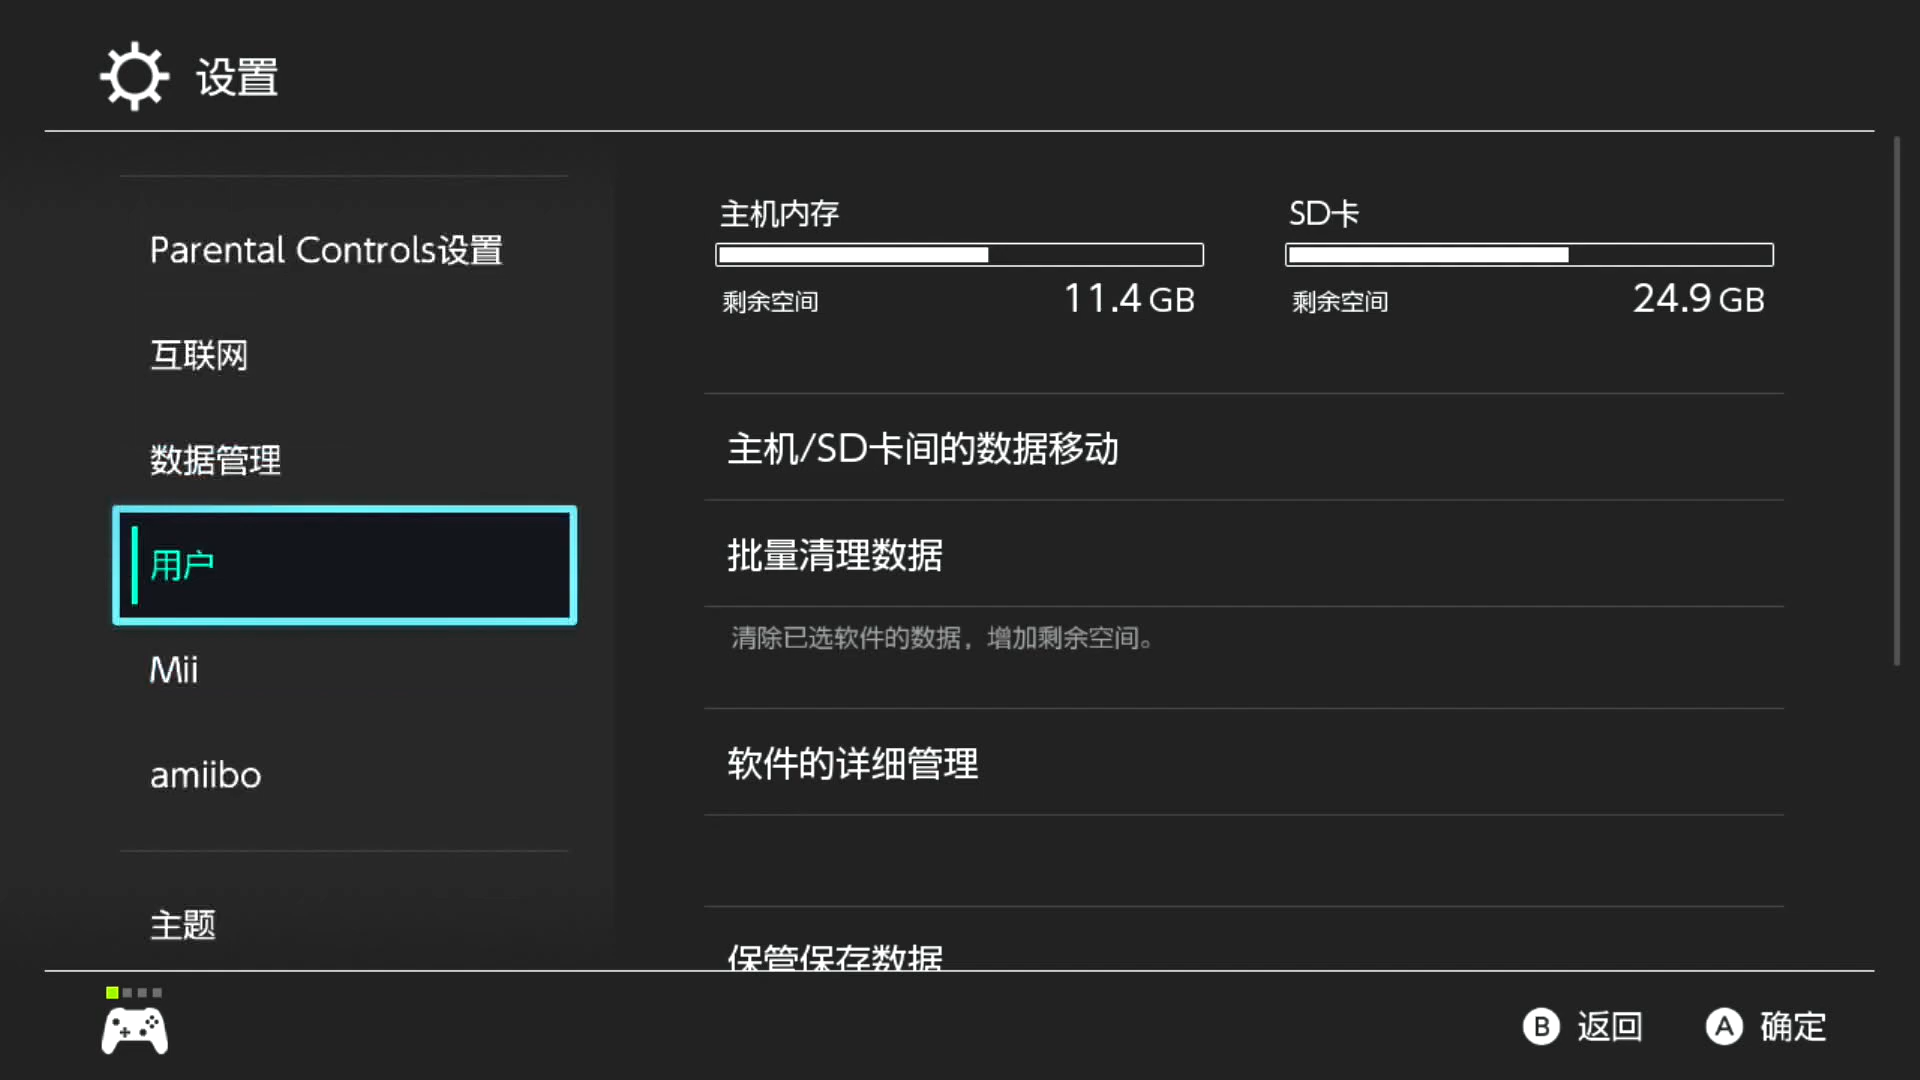 设置
Parental Controls设置
互联网
数据管理
用户
Mii
amiibo
主题
主机内存
剩余空间 11.4 GB
SD卡
剩余空间 24.9 GB
主机/SD卡间的数据移动
批量清理数据
清除已选软件的数据，增加剩余空间。
软件的详细管理
保管保存数据
B 返回
A 确定